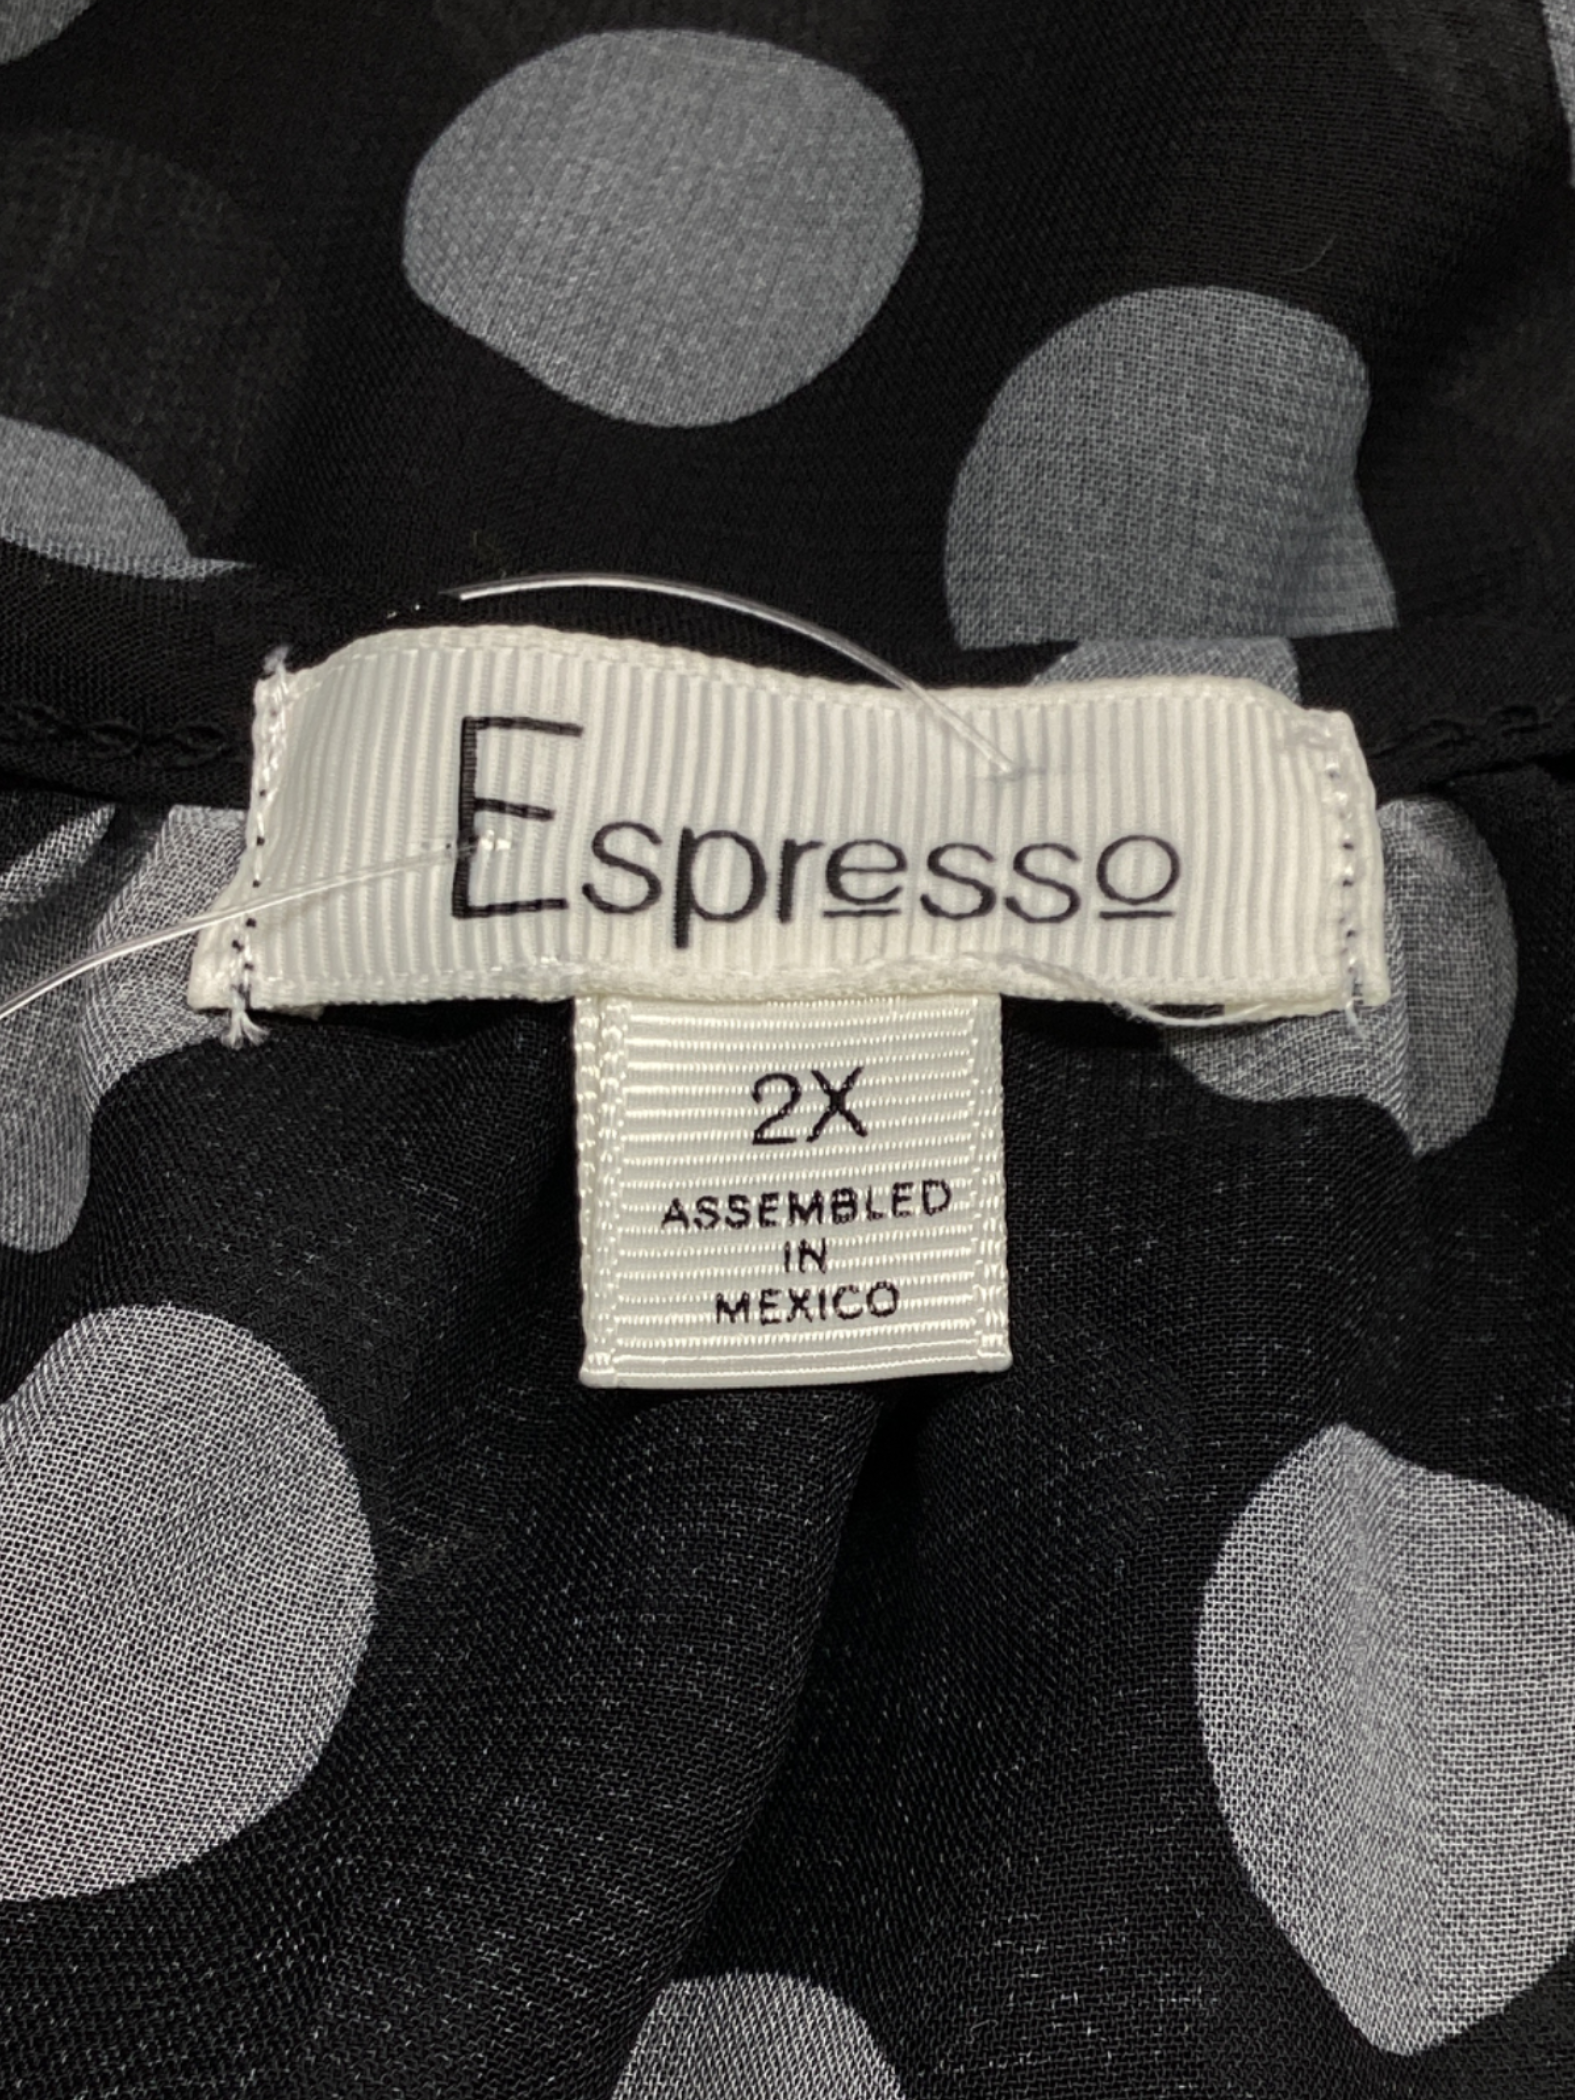 Espresso
2X
ASSEMBLED
IN
MEXICO